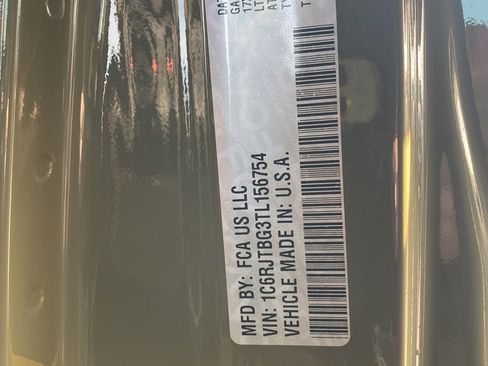 MFD BY: FCA US LLC
VIN: 1C6RJTBG3TL156754
VEHICLE MADE IN: U.S.A.